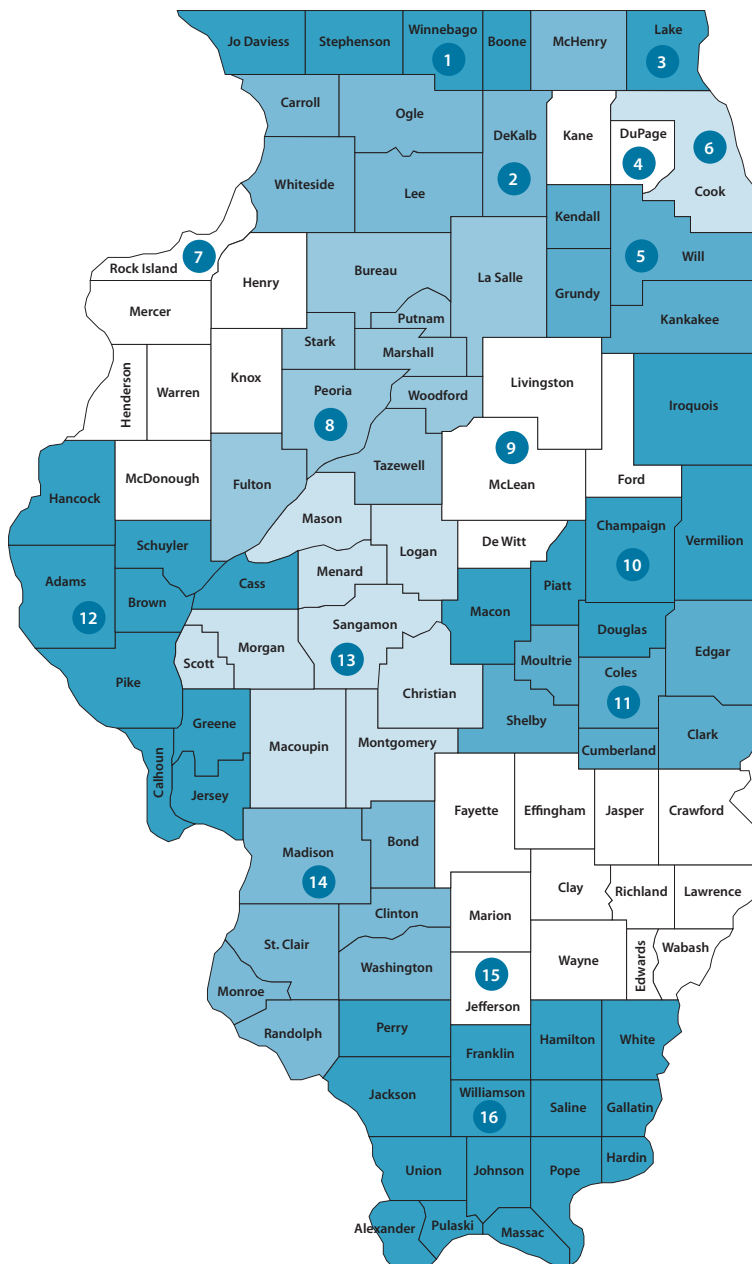 Jo Daviess
Stephenson
Winnebago
1
Boone
McHenry
Lake
3
Carroll
Ogle
DeKalb
2
Kane
DuPage
4
6
Cook
Whiteside
Lee
Kendall
5
Will
Rock Island
7
Henry
Bureau
La Salle
Grundy
Kankakee
Mercer
Putnam
Stark
Marshall
Henderson
Warren
Knox
Peoria
8
Woodford
Livingston
Iroquois
9
McLean
Ford
McDonough
Tazewell
Hancock
Fulton
Mason
Logan
De Witt
Champaign
10
Vermilion
Schuyler
Menard
Piatt
Adams
12
Brown
Cass
Macon
Sangamon
13
Douglas
Scott
Morgan
Moultrie
Coles
11
Edgar
Pike
Christian
Shelby
Greene
Macoupin
Montgomery
Cumberland
Clark
Calhoun
Jersey
Fayette
Effingham
Jasper
Crawford
Madison
14
Bond
Clay
Richland
Lawrence
Clinton
Marion
St. Clair
Washington
15
Jefferson
Wayne
Edwards
Wabash
Monroe
Randolph
Perry
Franklin
Hamilton
White
Jackson
Williamson
16
Saline
Gallatin
Union
Johnson
Pope
Hardin
Alexander
Pulaski
Massac